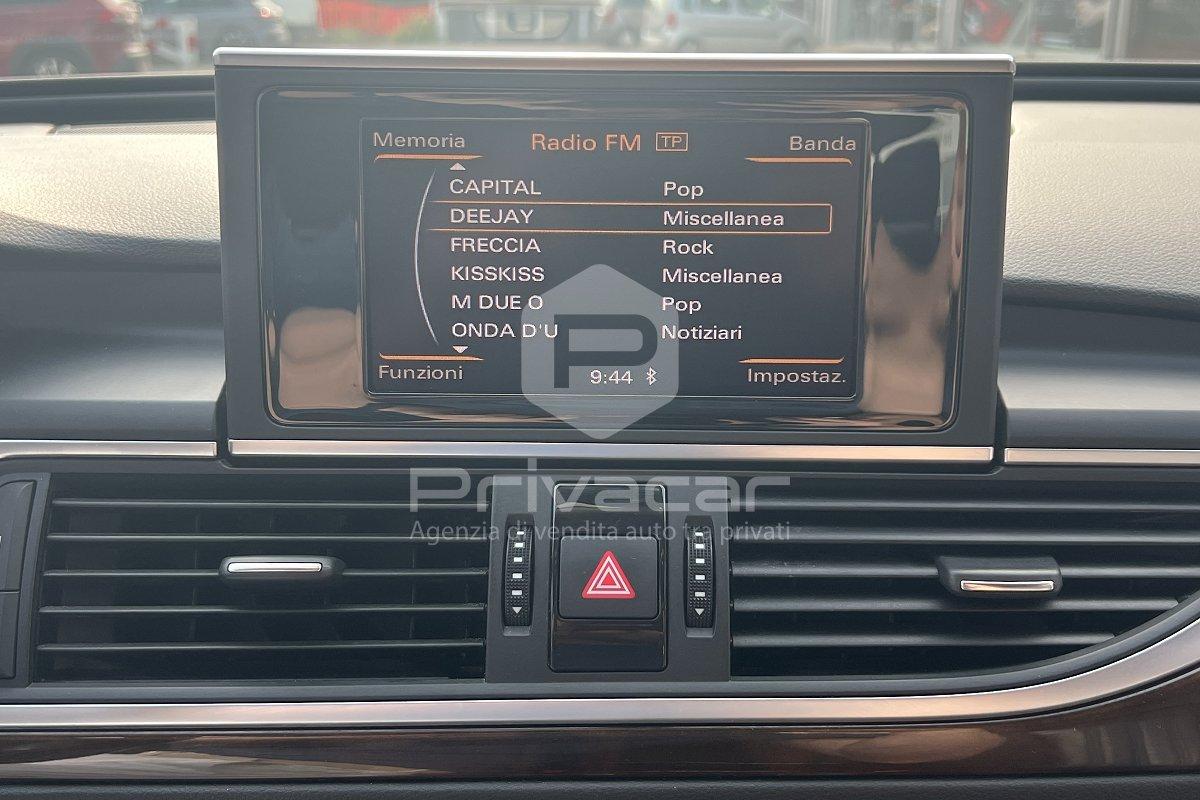 Memoria Radio FM TP Banda
CAPITAL Pop
DEEJAY Miscellanea
FRECCIA Rock
KISSKISS Miscellanea
M DUE O Pop
ONDA D'U Notiziari
Funzioni 9:44 Impostaz.
P
Privacar
Agenzia di vendita auto tra privati